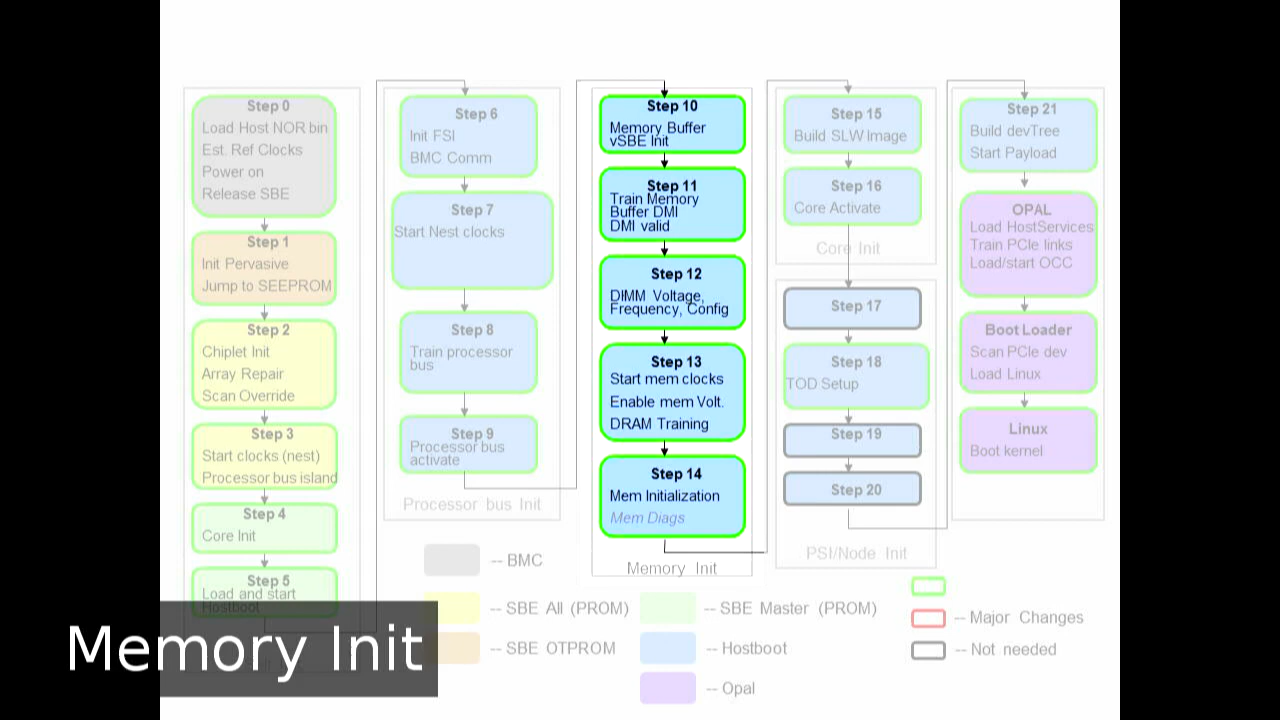 Step 0
Load Host NOR bin
Est. Ref Clocks
Power on
Release SBE
Step 1
Init Pervasive
Jump to SEEPROM
Step 2
Chiplet Init
Array Repair
Scan Override
Step 3
Start clocks (nest)
Processor bus island
Step 4
Core Init
Step 5
Load and start
Hostboot
Step 6
Init FSI
BMC Comm
Step 7
Start Nest clocks
Step 8
Train processor
bus
Step 9
Processor bus
activate
Processor bus Init
Step 10
Memory Buffer
vSBE Init
Step 11
Train Memory
Buffer DMI
DMI valid
Step 12
DIMM Voltage,
Frequency, Config
Step 13
Start mem clocks
Enable mem Volt.
DRAM Training
Step 14
Mem Initialization
Mem Diags
Memory Init
Step 15
Build SLW Image
Step 16
Core Activate
Core Init
Step 17
Step 18
TOD Setup
Step 19
Step 20
PSI/Node Init
Step 21
Build devTree
Start Payload
OPAL
Load HostServices
Train PCIe links
Load/start OCC
Boot Loader
Scan PCIe dev
Load Linux
Linux
Boot kernel
-- BMC
-- SBE All (PROM)
-- SBE OTPROM
-- SBE Master (PROM)
-- Hostboot
-- Opal
-- Major Changes
-- Not needed
Memory Init